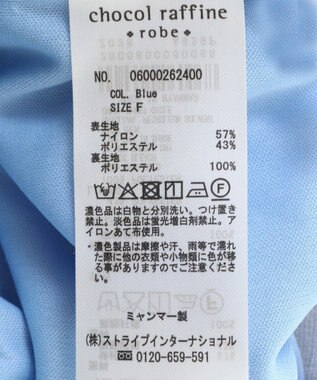 chocol raffine
robe
NO. 06000262400
COL. Blue
SIZE F
表生地
ナイロン 57%
ポリエステル 43%
裏生地
ポリエステル 100%
濃色品は白物と分別洗い。つけ置き
禁止。淡色品は蛍光増白剤禁止。ア
イロンあて布使用。
・濃色製品は摩擦や汗、雨等で濡れ
た際に他の衣類や小物類に色が移
る事がありますのでご注意くださ
い。
ミャンマー製
(株)ストライプインターナショナル
0120-659-591